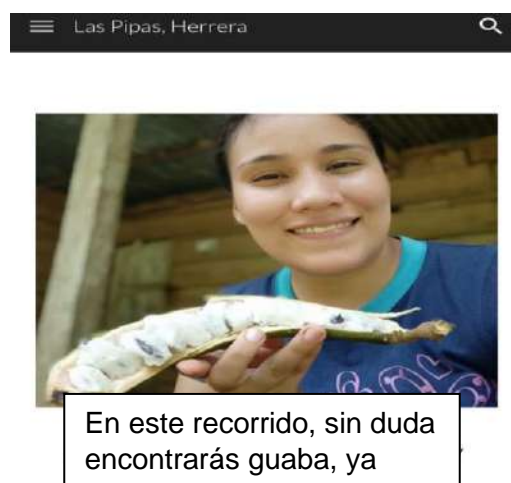 Las Pipas, Herrera
En este recorrido, sin duda
encontrarás guaba, ya